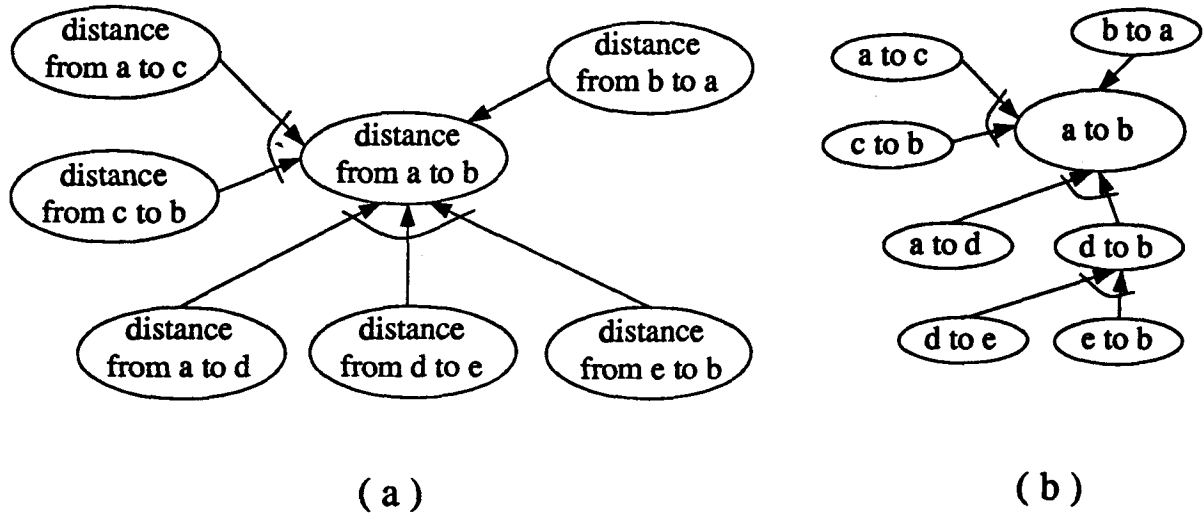 distance
from a to c
distance
from b to a
distance
from a to b
distance
from c to b
distance
from a to d
distance
from d to e
distance
from e to b
( a )
b to a
a to c
a to b
c to b
a to d
d to b
d to e
e to b
( b )